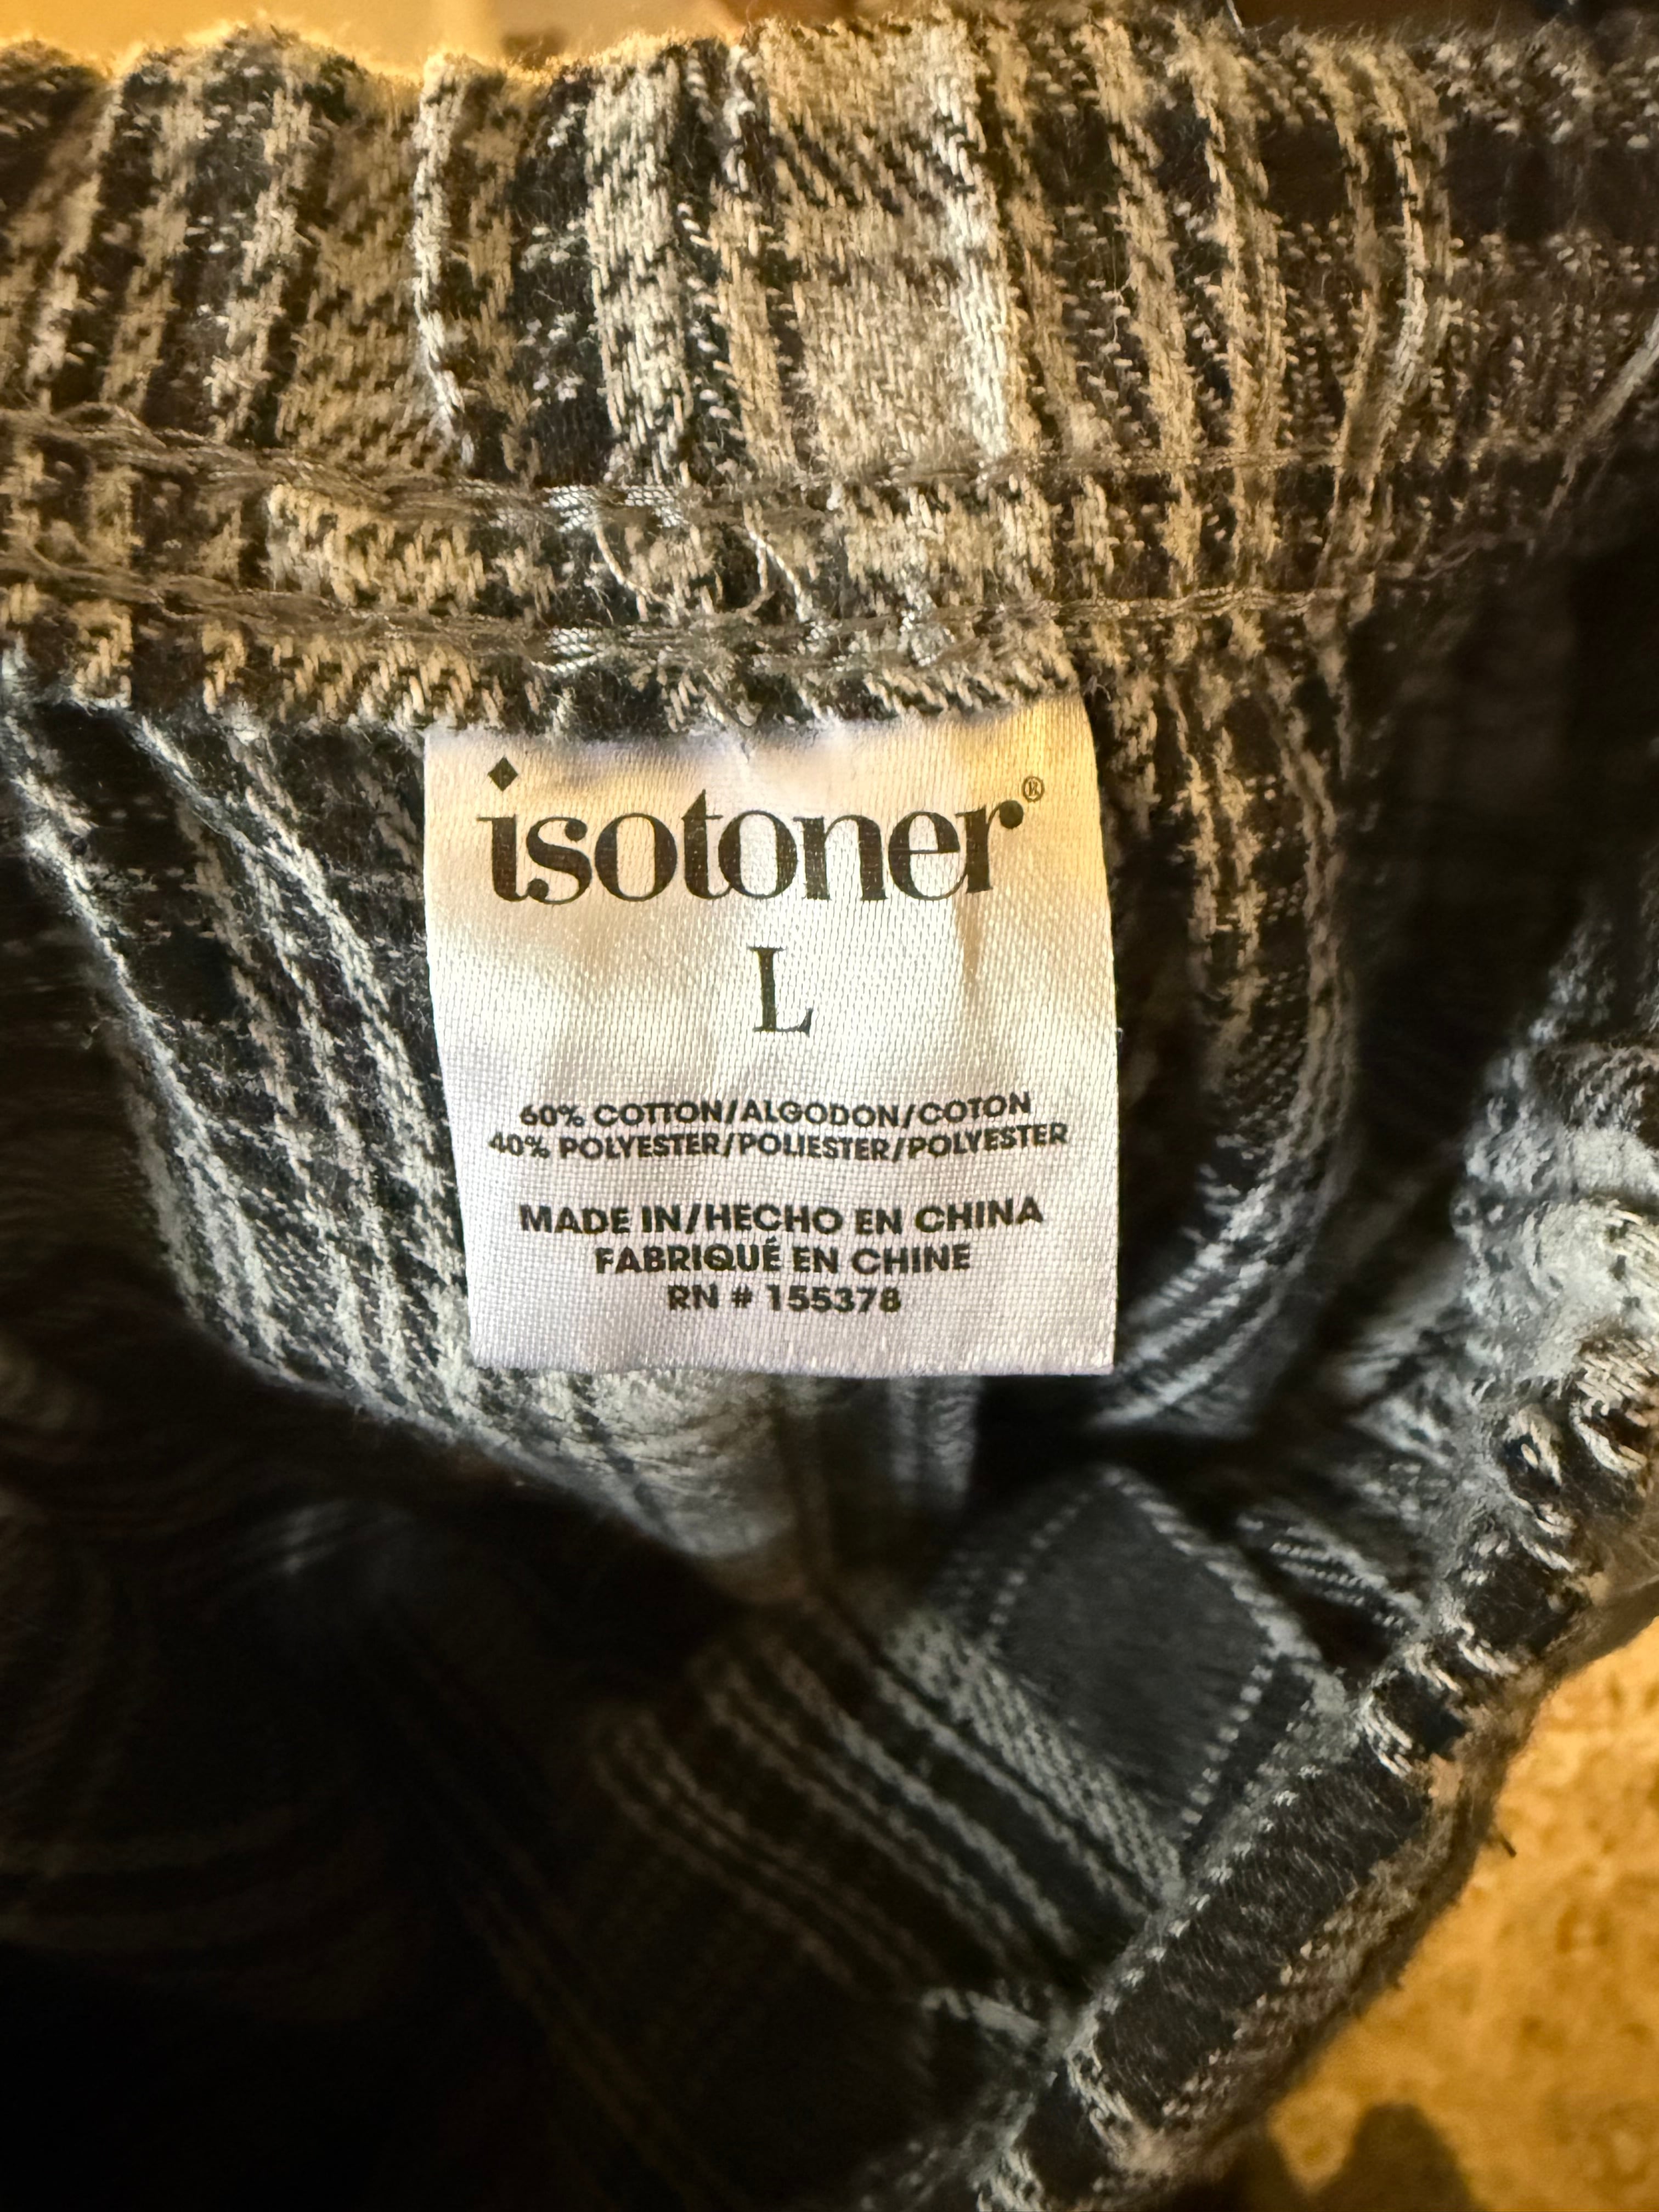 isotoner®
L
60% COTTON/ALGODON/COTON
40% POLYESTER/POLIESTER/POLYESTER
MADE IN/HECHO EN CHINA
FABRIQUÉ EN CHINE
RN # 155378